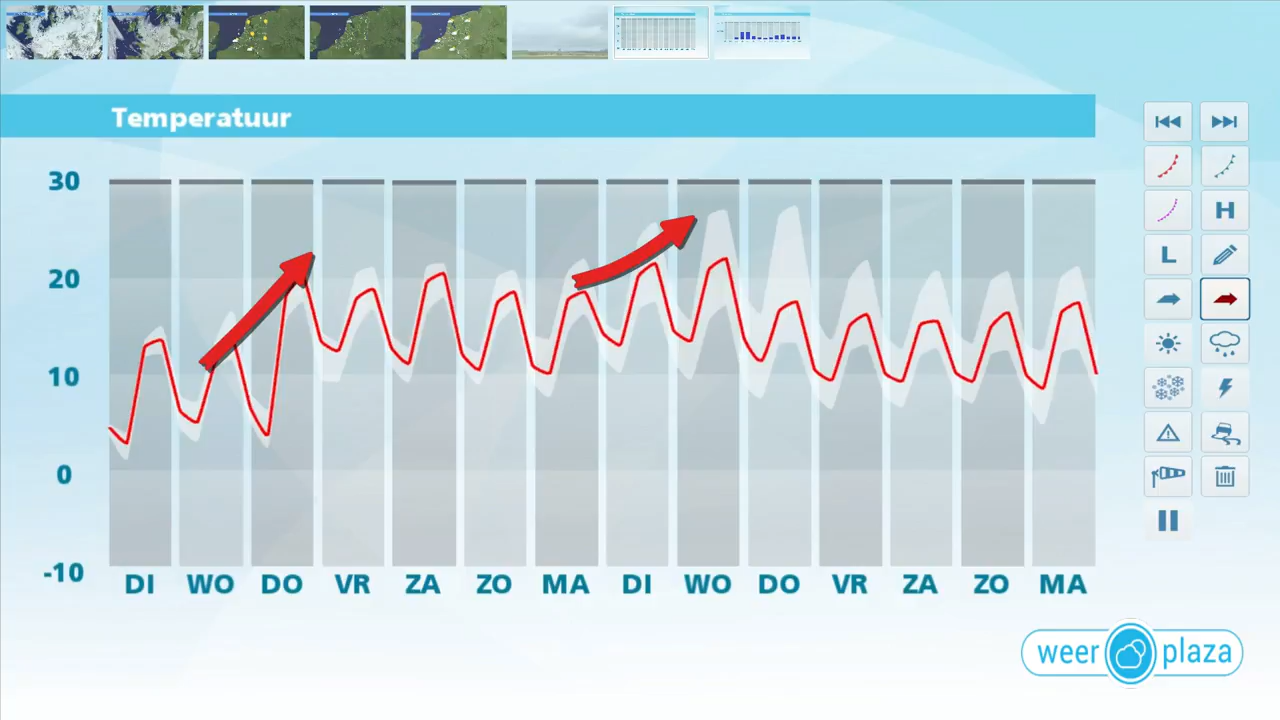 Temperatuur
30
20
10
0
-10
DI WO DO VR ZA ZO MA DI WO DO VR ZA ZO MA
H
L
weer plaza